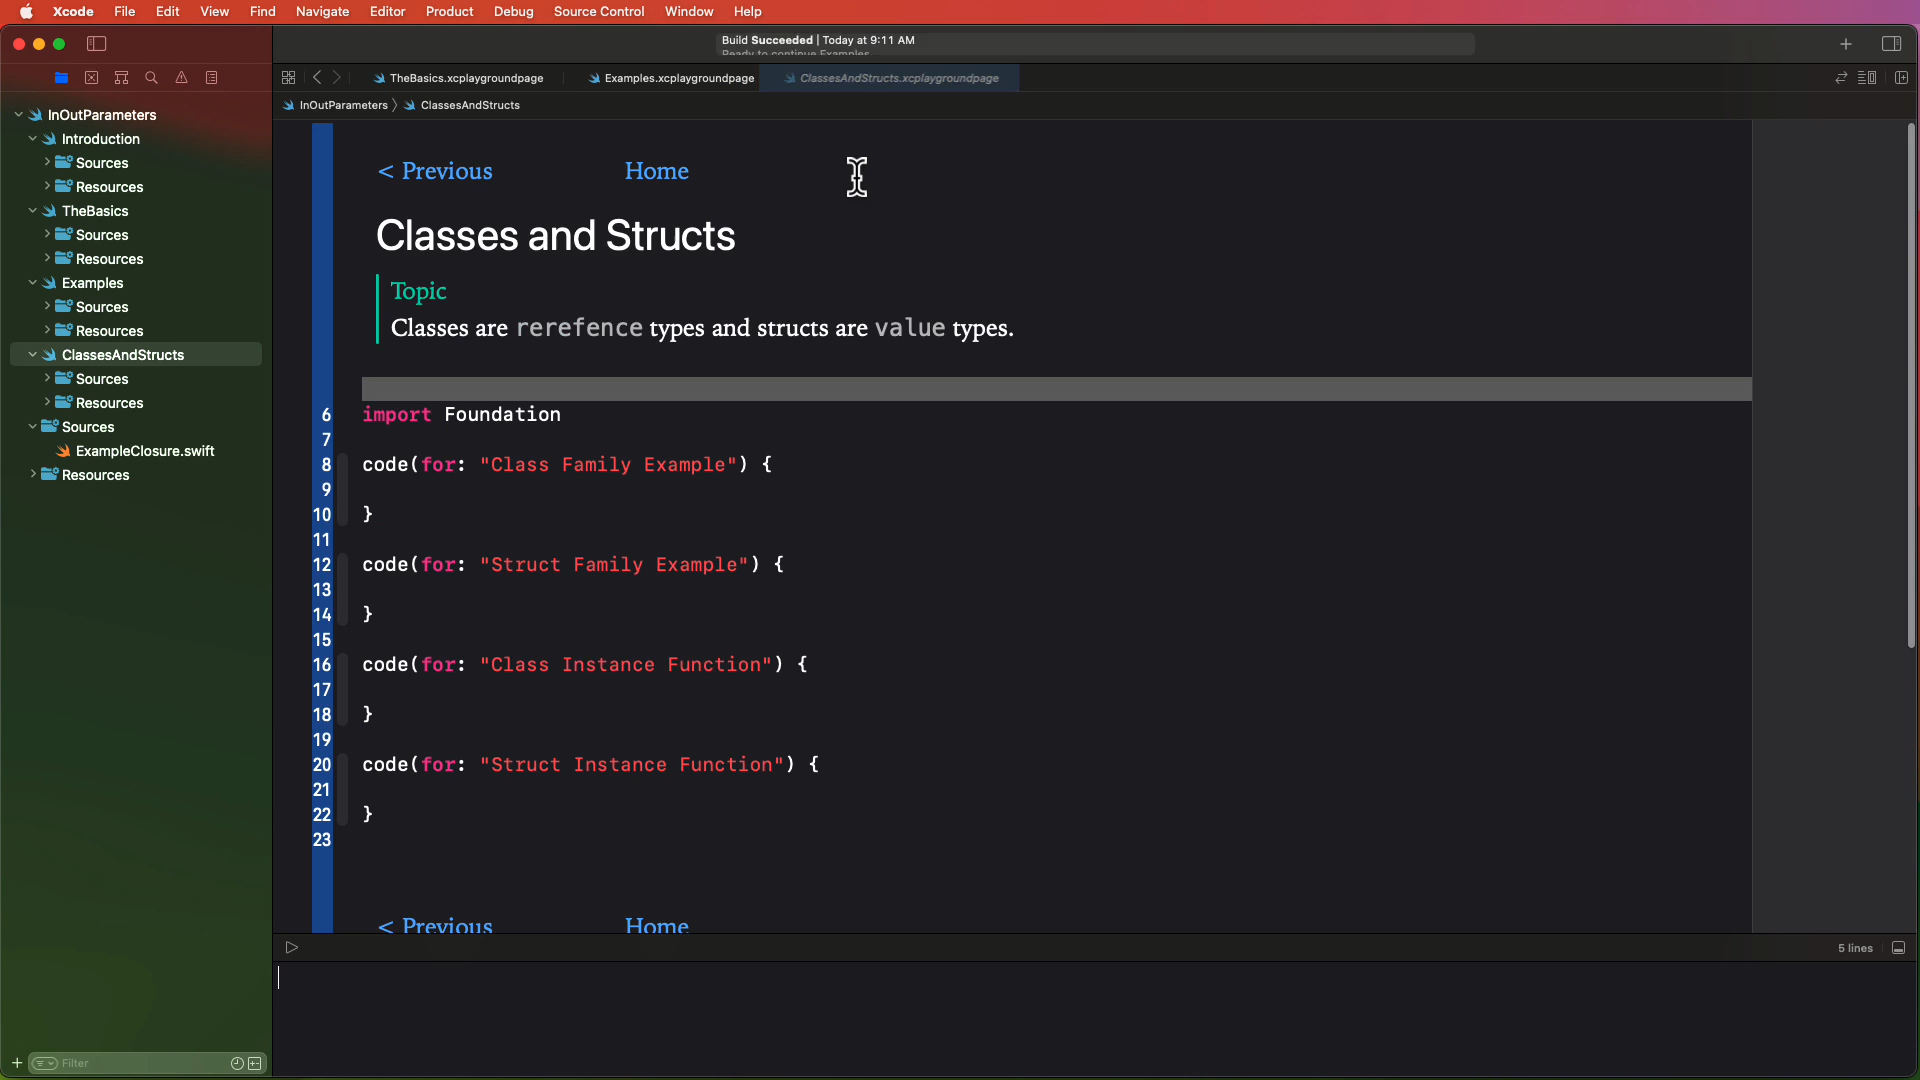 Xcode File Edit View Find Navigate Editor Product Debug Source Control Window Help
Build Succeeded | Today at 9:11 AM
Ready to continue Examples
TheBasics.xcplaygroundpage Examples.xcplaygroundpage ClassesAndStructs.xcplaygroundpage
InOutParameters ClassesAndStructs
InOutParameters
Introduction
Sources
Resources
TheBasics
Sources
Resources
Examples
Sources
Resources
ClassesAndStructs
Sources
Resources
Sources
ExampleClosure.swift
Resources
Filter
< Previous Home
Classes and Structs
Topic
Classes are rerefence types and structs are value types.
6 import Foundation
7
8 code(for: "Class Family Example") {
9
10 }
11
12 code(for: "Struct Family Example") {
13
14 }
15
16 code(for: "Class Instance Function") {
17
18 }
19
20 code(for: "Struct Instance Function") {
21
22 }
23
< Previous Home
5 lines